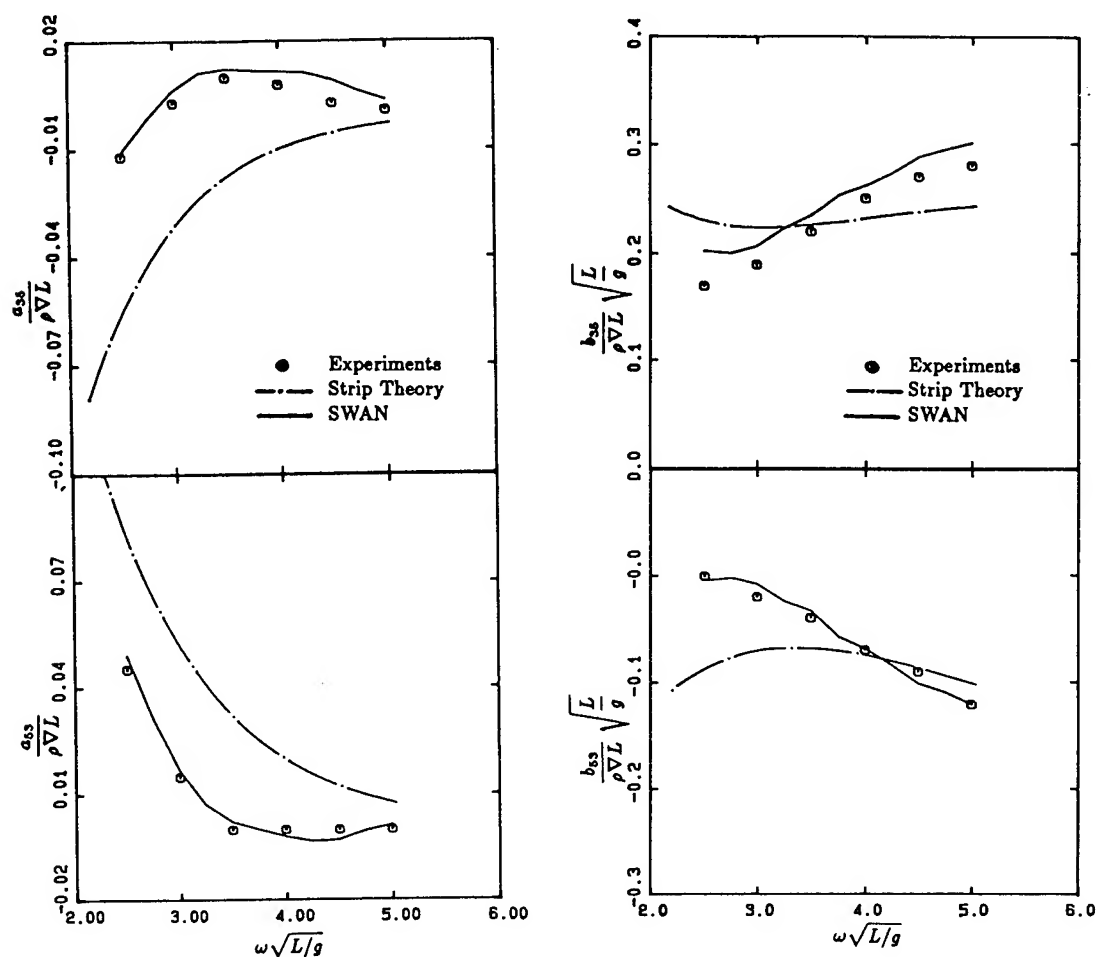 0.02
-0.01
-0.04
-0.07
-0.10
a₃₅ / ρ∇L
Experiments
Strip Theory
SWAN
0.07
0.04
0.01
-0.02
a₅₃ / ρ∇L
2.00 3.00 4.00 5.00 6.00
ω√L/g
0.4
0.3
0.2
0.1
0.0
b₃₅ / ρ∇L √L/g
Experiments
Strip Theory
SWAN
-0.0
-0.1
-0.2
-0.3
b₅₃ / ρ∇L √L/g
2.0 3.0 4.0 5.0 6.0
ω√L/g